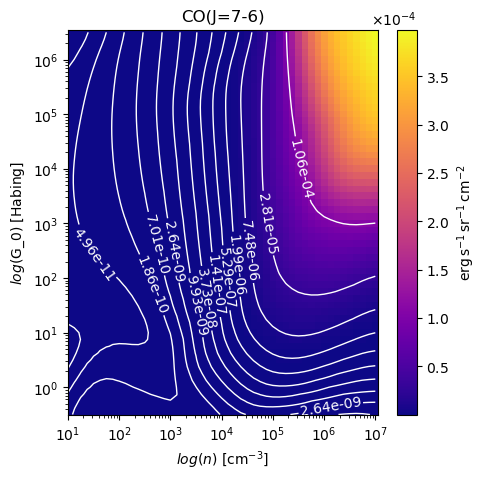 CO(J=7-6)
×10⁻⁴
10⁶
10⁵
10⁴
10³
10²
10¹
10⁰
log(G_0) [Habing]
4.96e-11
1.86e-10
7.01e-10
2.64e-09
9.93e-09
3.73e-08
1.41e-07
5.29e-07
1.99e-06
7.48e-06
2.81e-05
1.06e-04
2.64e-09
10¹ 10² 10³ 10⁴ 10⁵ 10⁶ 10⁷
log(n) [cm⁻³]
3.5
3.0
2.5
2.0
1.5
1.0
0.5
erg s⁻¹ sr⁻¹ cm⁻²